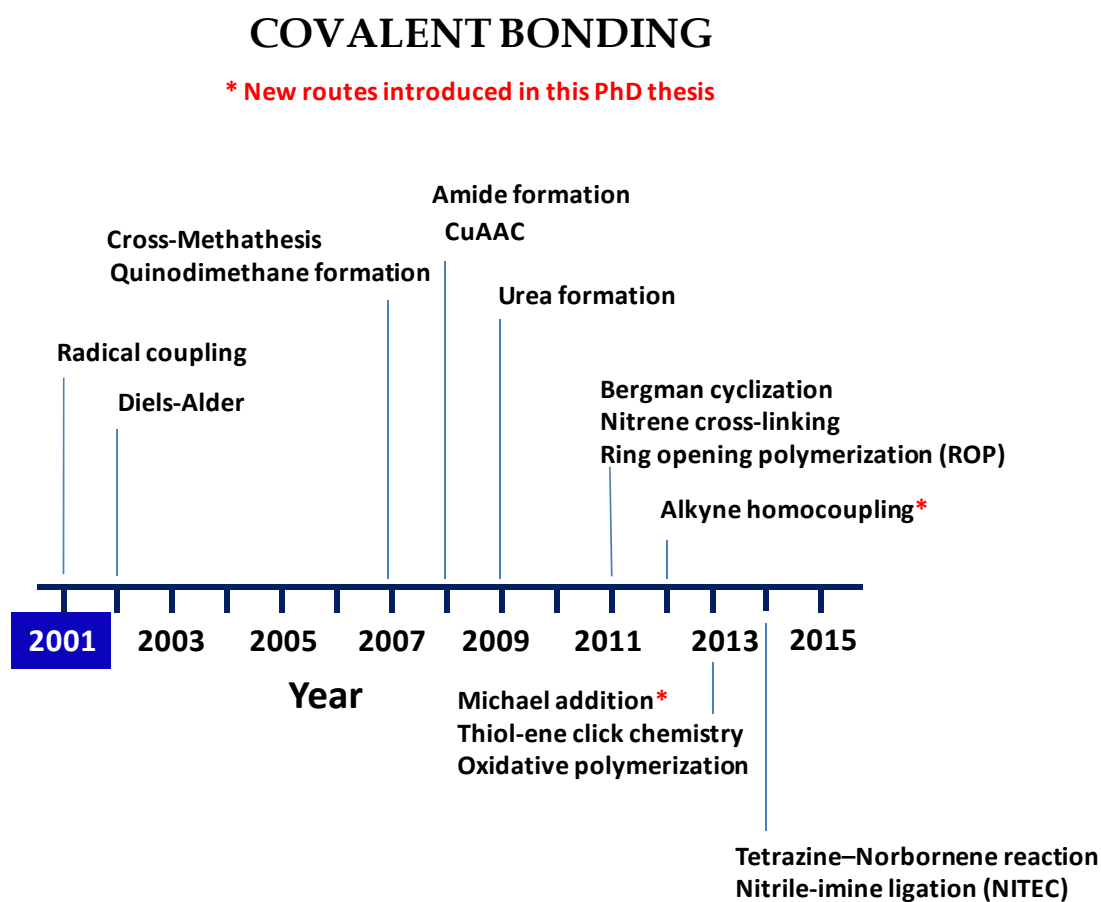 COVALENT BONDING
* New routes introduced in this PhD thesis
Amide formation
CuAAC
Cross-Methathesis
Quinodimethane formation
Urea formation
Radical coupling
Diels-Alder
Bergman cyclization
Nitrene cross-linking
Ring opening polymerization (ROP)
Alkyne homocoupling*
2001 2003 2005 2007 2009 2011 2013 2015
Year
Michael addition*
Thiol-ene click chemistry
Oxidative polymerization
Tetrazine–Norbornene reaction
Nitrile-imine ligation (NITEC)